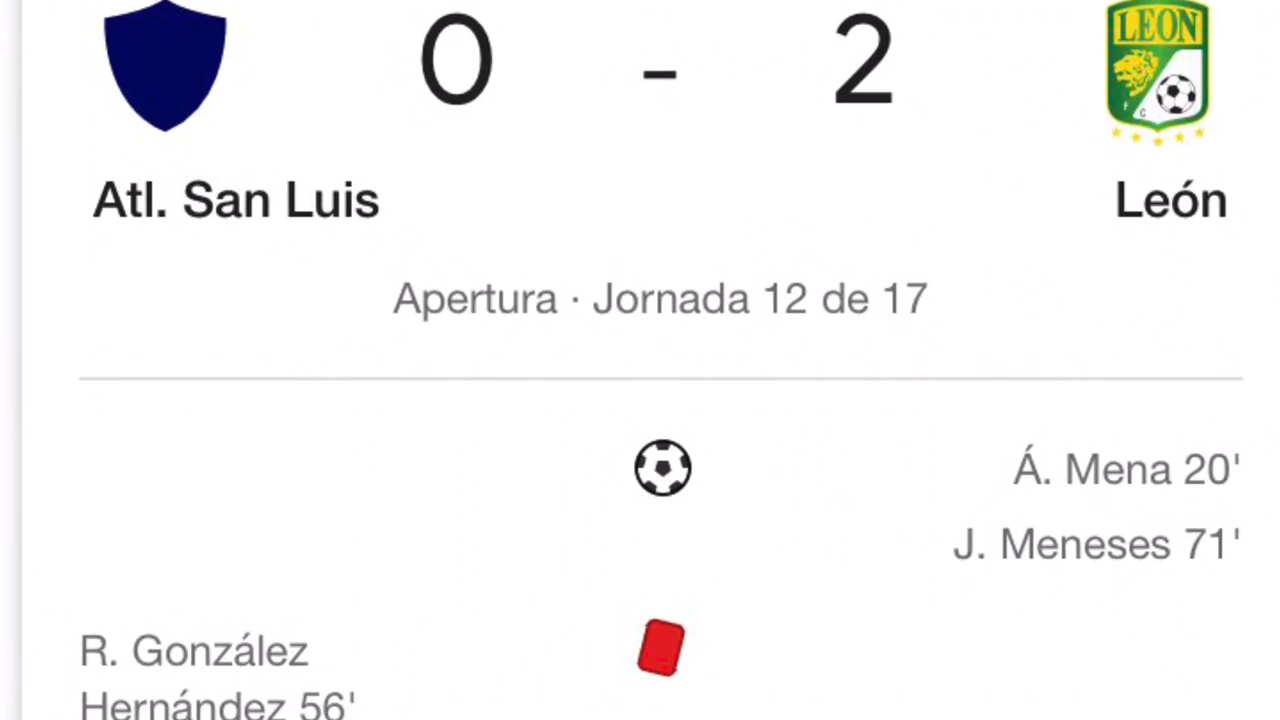 0 - 2
LEON
F C
Atl. San Luis
León
Apertura · Jornada 12 de 17
Á. Mena 20'
J. Meneses 71'
R. González
Hernández 56'